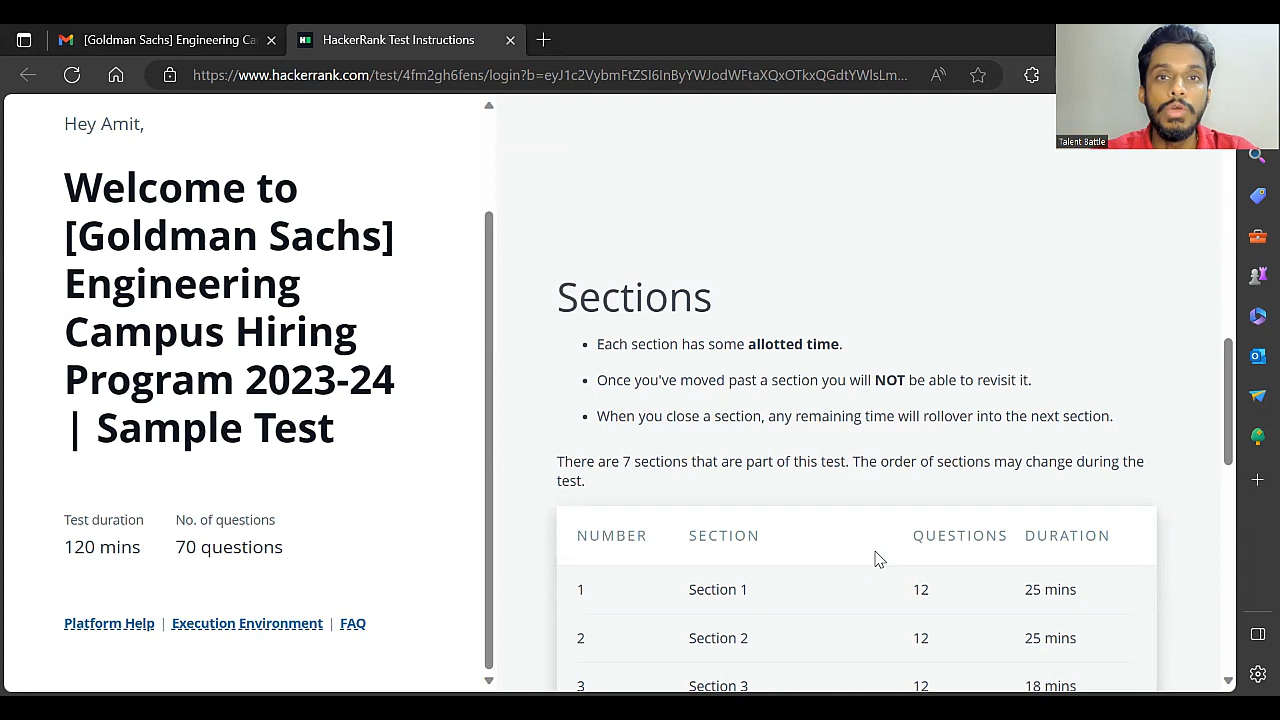 [Goldman Sachs] Engineering Ca
HackerRank Test Instructions
https://www.hackerrank.com/test/4fm2gh6fens/login?b=eyJ1c2VybmFtZSI6InByYWJodWFtaXQxOTkxQGdtYWlsLm...
Talent Battle
Hey Amit,
Welcome to
[Goldman Sachs]
Engineering
Campus Hiring
Program 2023-24
| Sample Test
Test duration No. of questions
120 mins 70 questions
Platform Help | Execution Environment | FAQ
Sections
• Each section has some allotted time.
• Once you've moved past a section you will NOT be able to revisit it.
• When you close a section, any remaining time will rollover into the next section.
There are 7 sections that are part of this test. The order of sections may change during the
test.
NUMBER SECTION QUESTIONS DURATION
1 Section 1 12 25 mins
2 Section 2 12 25 mins
3 Section 3 12 18 mins